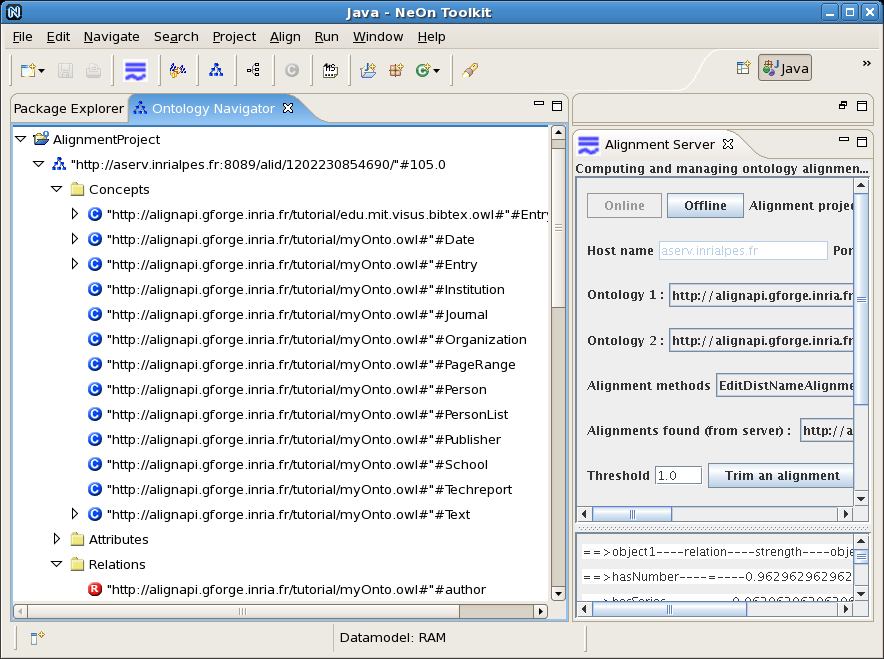 Java - NeOn Toolkit
File Edit Navigate Search Project Align Run Window Help
Java
»
Package Explorer
Ontology Navigator
AlignmentProject
"http://aserv.inrialpes.fr:8089/alid/1202230854690/"#105.0
Concepts
"http://alignapi.gforge.inria.fr/tutorial/edu.mit.visus.bibtex.owl#"#Entry
"http://alignapi.gforge.inria.fr/tutorial/myOnto.owl#"#Date
"http://alignapi.gforge.inria.fr/tutorial/myOnto.owl#"#Entry
"http://alignapi.gforge.inria.fr/tutorial/myOnto.owl#"#Institution
"http://alignapi.gforge.inria.fr/tutorial/myOnto.owl#"#Journal
"http://alignapi.gforge.inria.fr/tutorial/myOnto.owl#"#Organization
"http://alignapi.gforge.inria.fr/tutorial/myOnto.owl#"#PageRange
"http://alignapi.gforge.inria.fr/tutorial/myOnto.owl#"#Person
"http://alignapi.gforge.inria.fr/tutorial/myOnto.owl#"#PersonList
"http://alignapi.gforge.inria.fr/tutorial/myOnto.owl#"#Publisher
"http://alignapi.gforge.inria.fr/tutorial/myOnto.owl#"#School
"http://alignapi.gforge.inria.fr/tutorial/myOnto.owl#"#Techreport
"http://alignapi.gforge.inria.fr/tutorial/myOnto.owl#"#Text
Attributes
Relations
"http://alignapi.gforge.inria.fr/tutorial/myOnto.owl#"#author
Alignment Server
Computing and managing ontology alignmen...
Online Offline Alignment projec
Host name aserv.inrialpes.fr Por
Ontology 1 : http://alignapi.gforge.inria.fr
Ontology 2 : http://alignapi.gforge.inria.fr
Alignment methods EditDistNameAlignme
Alignments found (from server) : http://a
Threshold 1.0 Trim an alignment
==>object1----relation----strength----obje
==>hasNumber----=----0.962962962962
Datamodel: RAM